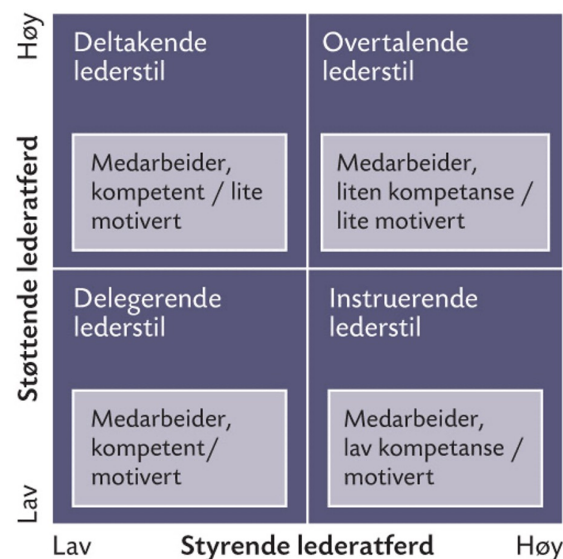 Høy
Støttende lederatferd
Lav
Deltakende
lederstil
Medarbeider,
kompetent / lite
motivert
Overtalende
lederstil
Medarbeider,
liten kompetanse /
lite motivert
Delegerende
lederstil
Medarbeider,
kompetent/
motivert
Instruerende
lederstil
Medarbeider,
lav kompetanse /
motivert
Lav
Styrende lederatferd
Høy